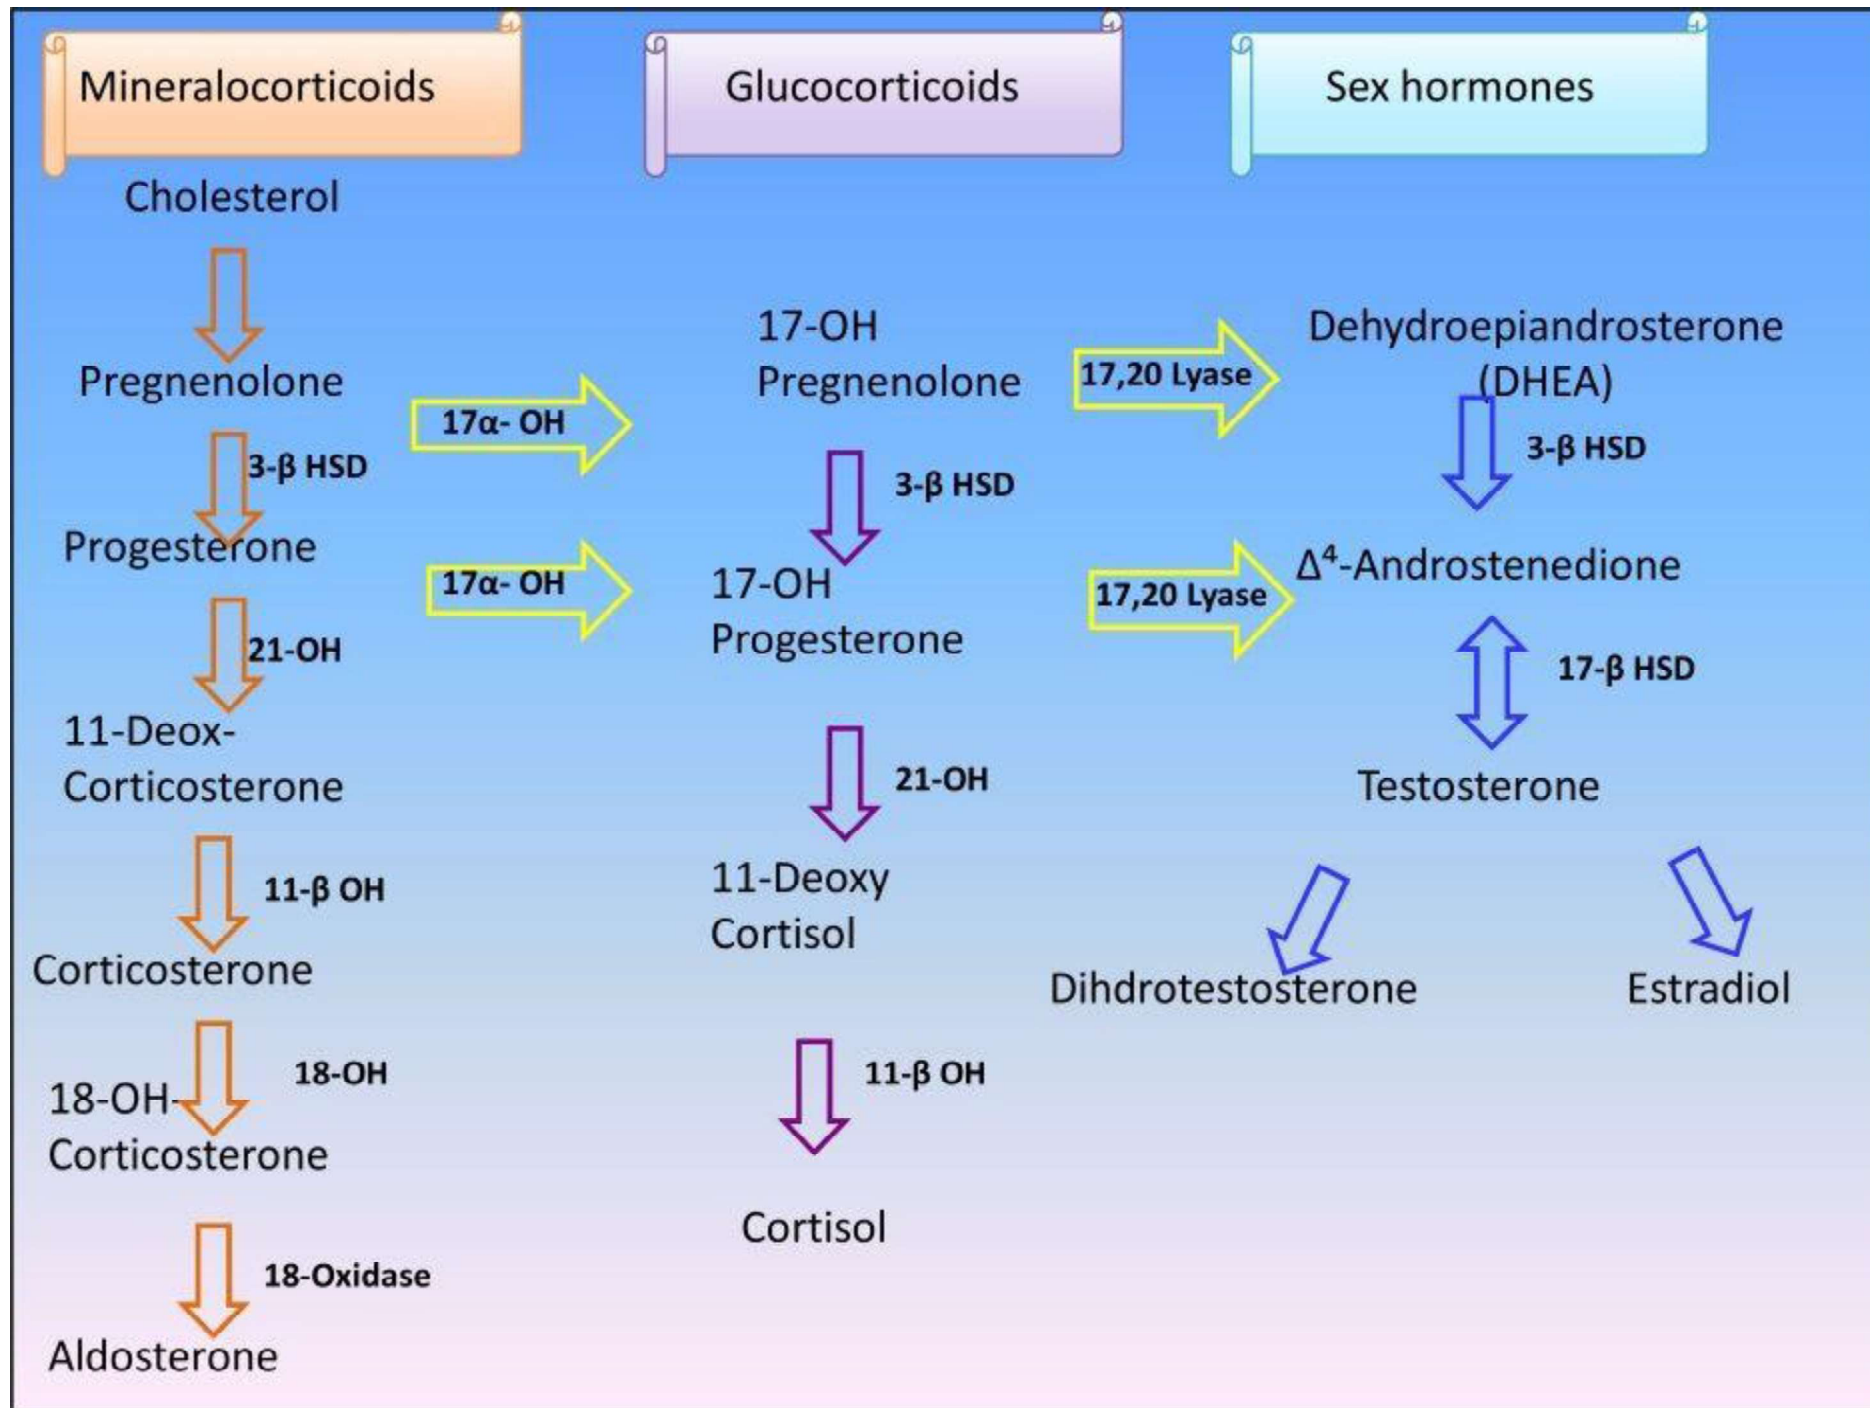 Mineralocorticoids
Glucocorticoids
Sex hormones
Cholesterol
Pregnenolone
3-β HSD
Progesterone
21-OH
11-Deox-
Corticosterone
11-β OH
Corticosterone
18-OH
18-OH-
Corticosterone
18-Oxidase
Aldosterone
17α- OH
17α- OH
17-OH
Pregnenolone
3-β HSD
17-OH
Progesterone
21-OH
11-Deoxy
Cortisol
11-β OH
Cortisol
17,20 Lyase
17,20 Lyase
Dehydroepiandrosterone
(DHEA)
3-β HSD
Δ⁴-Androstenedione
17-β HSD
Testosterone
Dihdrotestosterone
Estradiol